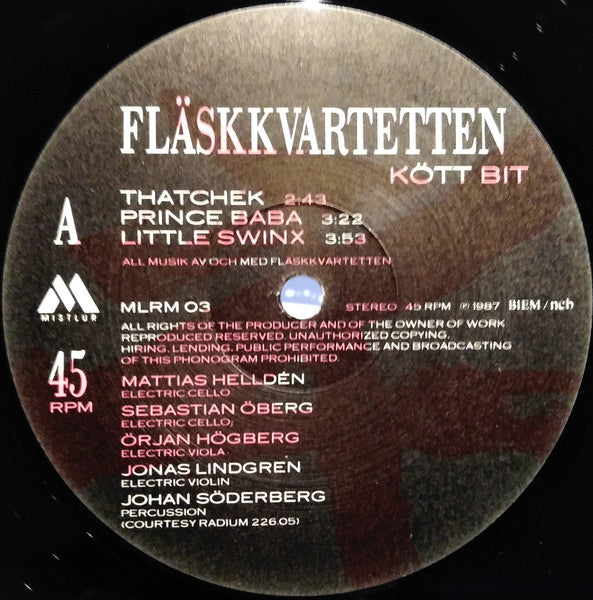 FLÄSKKVARTETTEN
KÖTT BIT
THATCHEK 2:43
PRINCE BABA 3:22
LITTLE SWINX 3:53
A
ALL MUSIK AV OCH MED FLÄSKKVARTETTEN
MISTLUR
MLRM 03
STEREO 45 RPM ℗ 1987 BIEM/ncb
ALL RIGHTS OF THE PRODUCER AND OF THE OWNER OF WORK
REPRODUCED RESERVED. UNAUTHORIZED COPYING,
HIRING, LENDING, PUBLIC PERFORMANCE AND BROADCASTING
OF THIS PHONOGRAM PROHIBITED.
45
RPM
MATTIAS HELLDÉN
ELECTRIC CELLO
SEBASTIAN ÖBERG
ELECTRIC CELLO
ÖRJAN HÖGBERG
ELECTRIC VIOLA
JONAS LINDGREN
ELECTRIC VIOLIN
JOHAN SÖDERBERG
PERCUSSION
(COURTESY RADIUM 226.05)